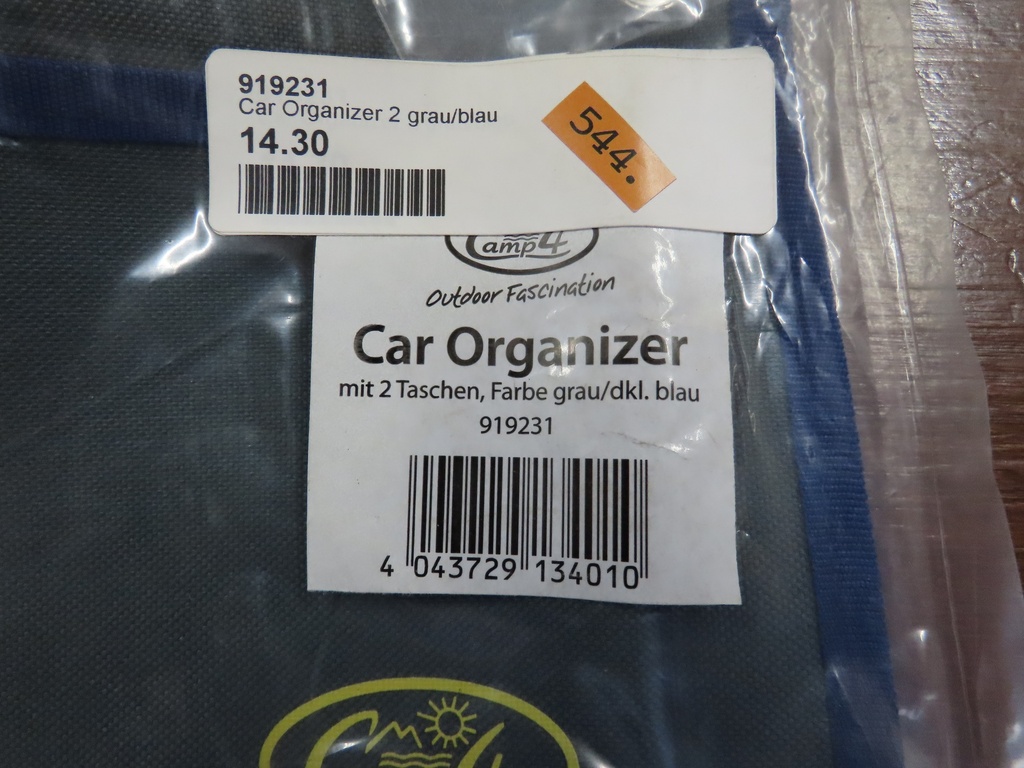 919231
Car Organizer 2 grau/blau
14.30
544.
Camp4
Outdoor Fascination
Car Organizer
mit 2 Taschen, Farbe grau/dkl. blau
919231
4 043729 134010